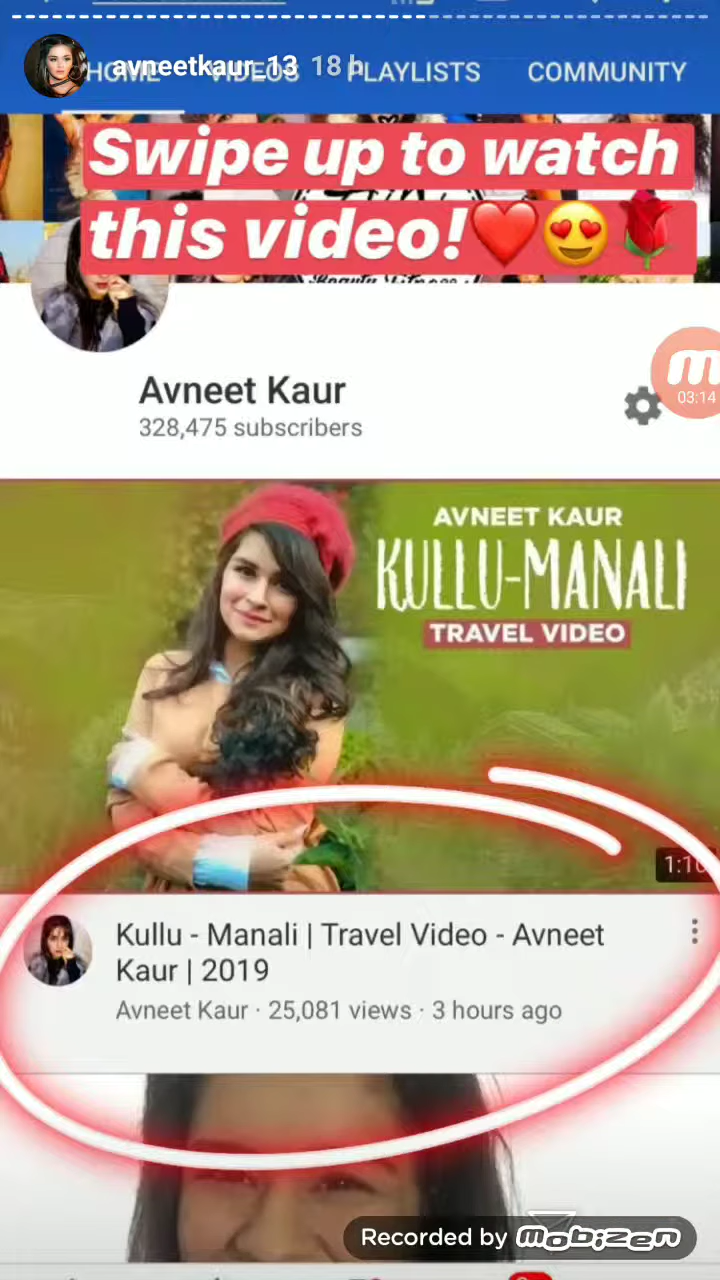 avneetkaur_13 18 h
HOME VIDEOS PLAYLISTS COMMUNITY
Swipe up to watch
this video!❤️😍🌹
Avneet Kaur
328,475 subscribers
m
03:14
AVNEET KAUR
KULLU-MANALI
TRAVEL VIDEO
Kullu - Manali | Travel Video - Avneet
Kaur | 2019
Avneet Kaur · 25,081 views · 3 hours ago
Recorded by mobizen